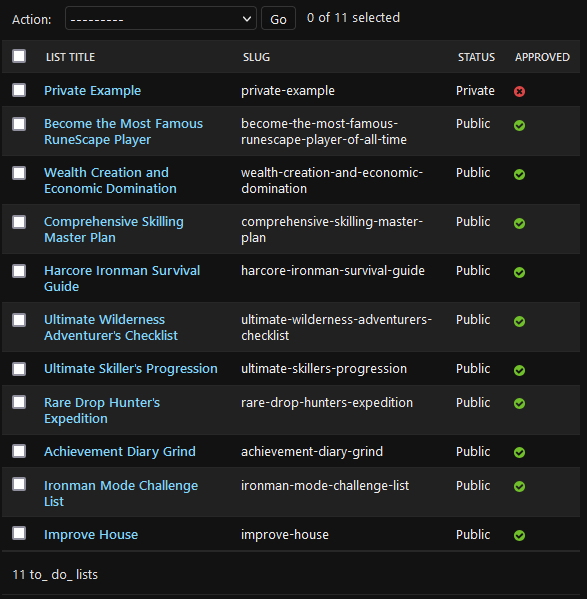 Action: --------- Go 0 of 11 selected
LIST TITLE SLUG STATUS APPROVED
Private Example private-example Private
Become the Most Famous become-the-most-famous- Public
RuneScape Player runescape-player-of-all-time
Wealth Creation and wealth-creation-and-economic- Public
Economic Domination domination
Comprehensive Skilling comprehensive-skilling-master- Public
Master Plan plan
Harcore Ironman Survival harcore-ironman-survival-guide Public
Guide
Ultimate Wilderness ultimate-wilderness-adventurers- Public
Adventurer's Checklist checklist
Ultimate Skiller's Progression ultimate-skillers-progression Public
Rare Drop Hunter's rare-drop-hunters-expedition Public
Expedition
Achievement Diary Grind achievement-diary-grind Public
Ironman Mode Challenge ironman-mode-challenge-list Public
List
Improve House improve-house Public
11 to_ do_ lists